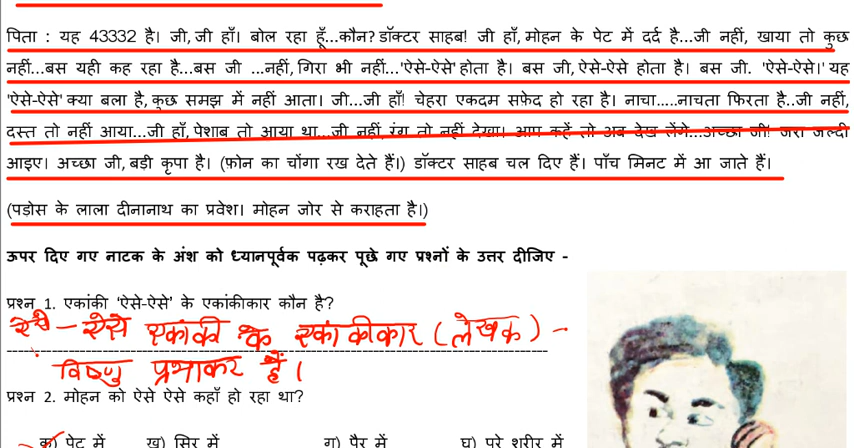 पिता : यह 43332 है। जी, जी हाँ। बोल रहा हूँ...कौन? डॉक्टर साहब! जी हाँ, मोहन के पेट में दर्द है...जी नहीं, खाया तो कुछ
नहीं...बस यही कह रहा है...बस जी ...नहीं, गिरा भी नहीं...'ऐसे-ऐसे' होता है। बस जी, ऐसे-ऐसे होता है। बस जी. 'ऐसे-ऐसे।' यह
'ऐसे-ऐसे' क्या बला है, कुछ समझ में नहीं आता। जी...जी हाँ! चेहरा एकदम सफ़ेद हो रहा है। नाचा.....नाचता फिरता है..जी नहीं,
दस्त तो नहीं आया...जी हाँ, पेशाब तो आया था...जी नहीं, रंग तो नहीं देखा। आप कहें तो अब देख लेंगे...अच्छा जी! ज़रा जल्दी
आइए। अच्छा जी, बड़ी कृपा है। (फ़ोन का चोंगा रख देते हैं।) डॉक्टर साहब चल दिए हैं। पाँच मिनट में आ जाते हैं।
(पड़ोस के लाला दीनानाथ का प्रवेश। मोहन जोर से कराहता है।)
ऊपर दिए गए नाटक के अंश को ध्यानपूर्वक पढ़कर पूछे गए प्रश्नों के उत्तर दीजिए -
प्रश्न 1. एकांकी 'ऐसे-ऐसे' के एकांकीकार कौन है?
ऐसे - ऐसे एकांकी के एकांकीकार (लेखक) -
विष्णु प्रभाकर हैं।
प्रश्न 2. मोहन को ऐसे ऐसे कहाँ हो रहा था?
क) पेट में ख) सिर में ग) पैर में घ) पूरे शरीर में